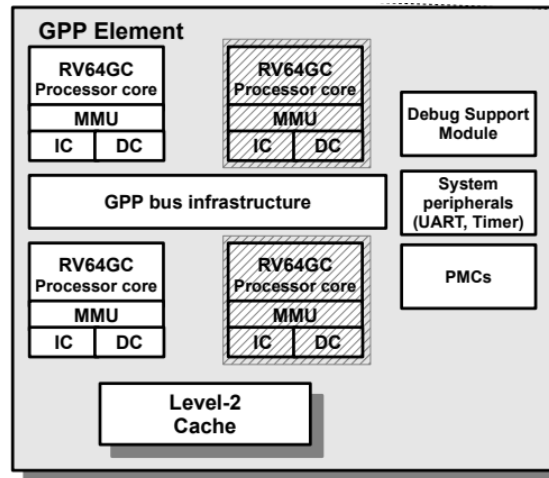 GPP Element
RV64GC
Processor core
MMU
IC DC
RV64GC
Processor core
MMU
IC DC
Debug Support
Module
GPP bus infrastructure
System
peripherals
(UART, Timer)
RV64GC
Processor core
MMU
IC DC
RV64GC
Processor core
MMU
IC DC
PMCs
Level-2
Cache